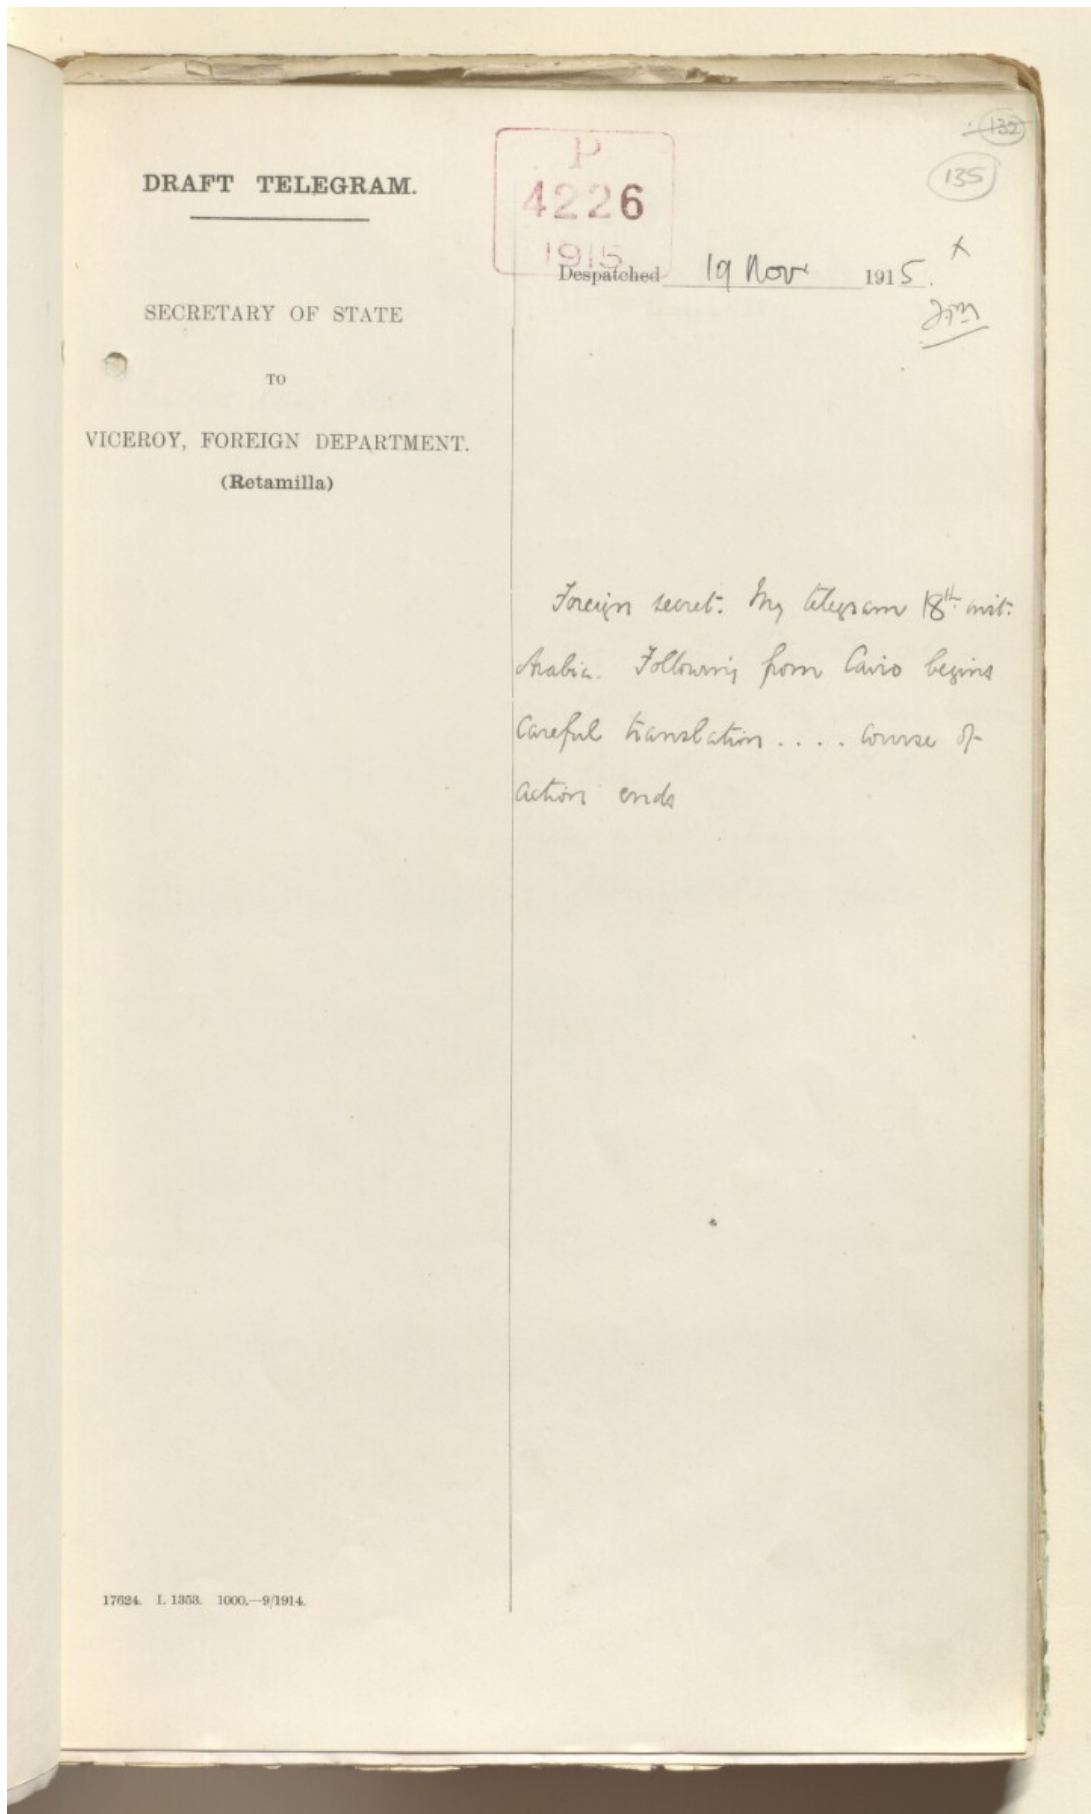 132
135
DRAFT TELEGRAM.
P
4226
1915
Despatched 19 Nov 1915.
x
SECRETARY OF STATE
TO
VICEROY, FOREIGN DEPARTMENT.
(Retamilla)
Foreign secret. My telegram 18th inst.
Arabia. Following from Cairo begins
Careful translation .... course of
action ends
17624. I. 1353. 1000.—9/1914.